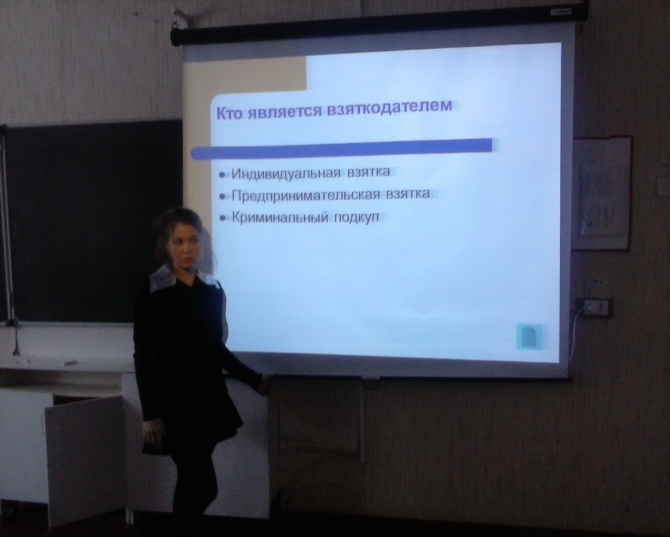 Кто является взяткодателем
Индивидуальная взятка
Предпринимательская взятка
Криминальный подкуп